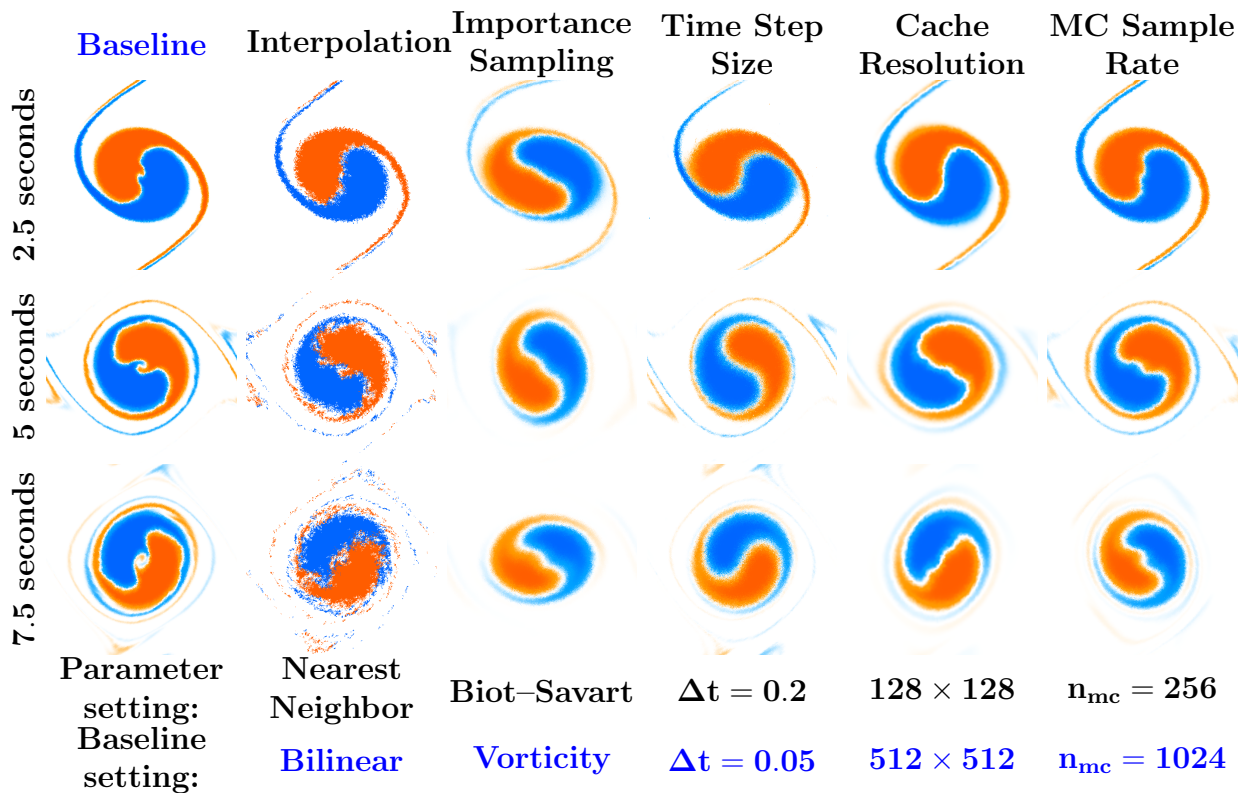 Baseline
Interpolation
Importance
Sampling
Time Step
Size
Cache
Resolution
MC Sample
Rate
2.5 seconds
5 seconds
7.5 seconds
Parameter
setting:
Nearest
Neighbor
Biot–Savart
Δt = 0.2
128 × 128
n_mc = 256
Baseline
setting:
Bilinear
Vorticity
Δt = 0.05
512 × 512
n_mc = 1024